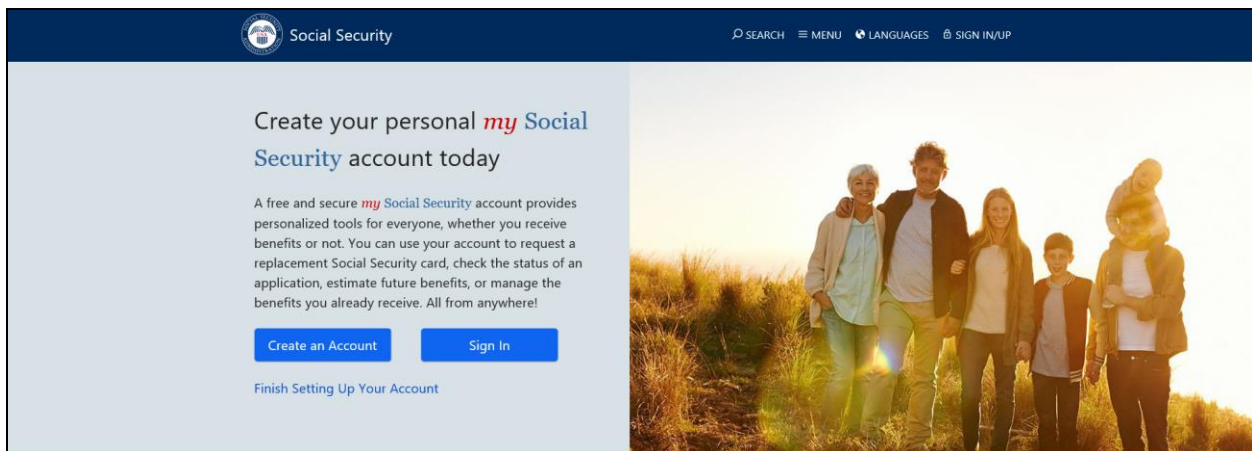 Social Security
SEARCH MENU LANGUAGES SIGN IN/UP
Create your personal my Social
Security account today
A free and secure my Social Security account provides
personalized tools for everyone, whether you receive
benefits or not. You can use your account to request a
replacement Social Security card, check the status of an
application, estimate future benefits, or manage the
benefits you already receive. All from anywhere!
Create an Account Sign In
Finish Setting Up Your Account